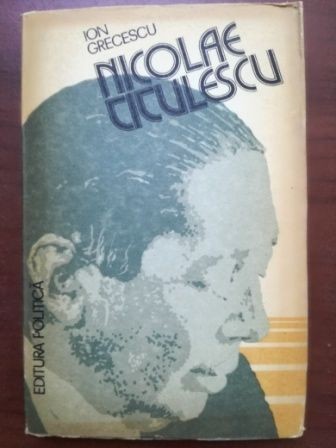 ION
GRECESCU
NICOLAE
TITULESCU
EDITURA POLITICĂ